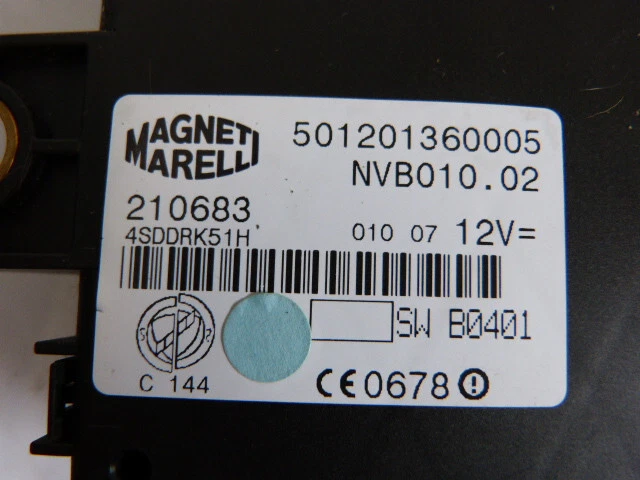 MAGNETI
MARELLI
501201360005
NVB010.02
210683
4SDDRK51H
010 07 12V=
SW B0401
C 144
CE0678